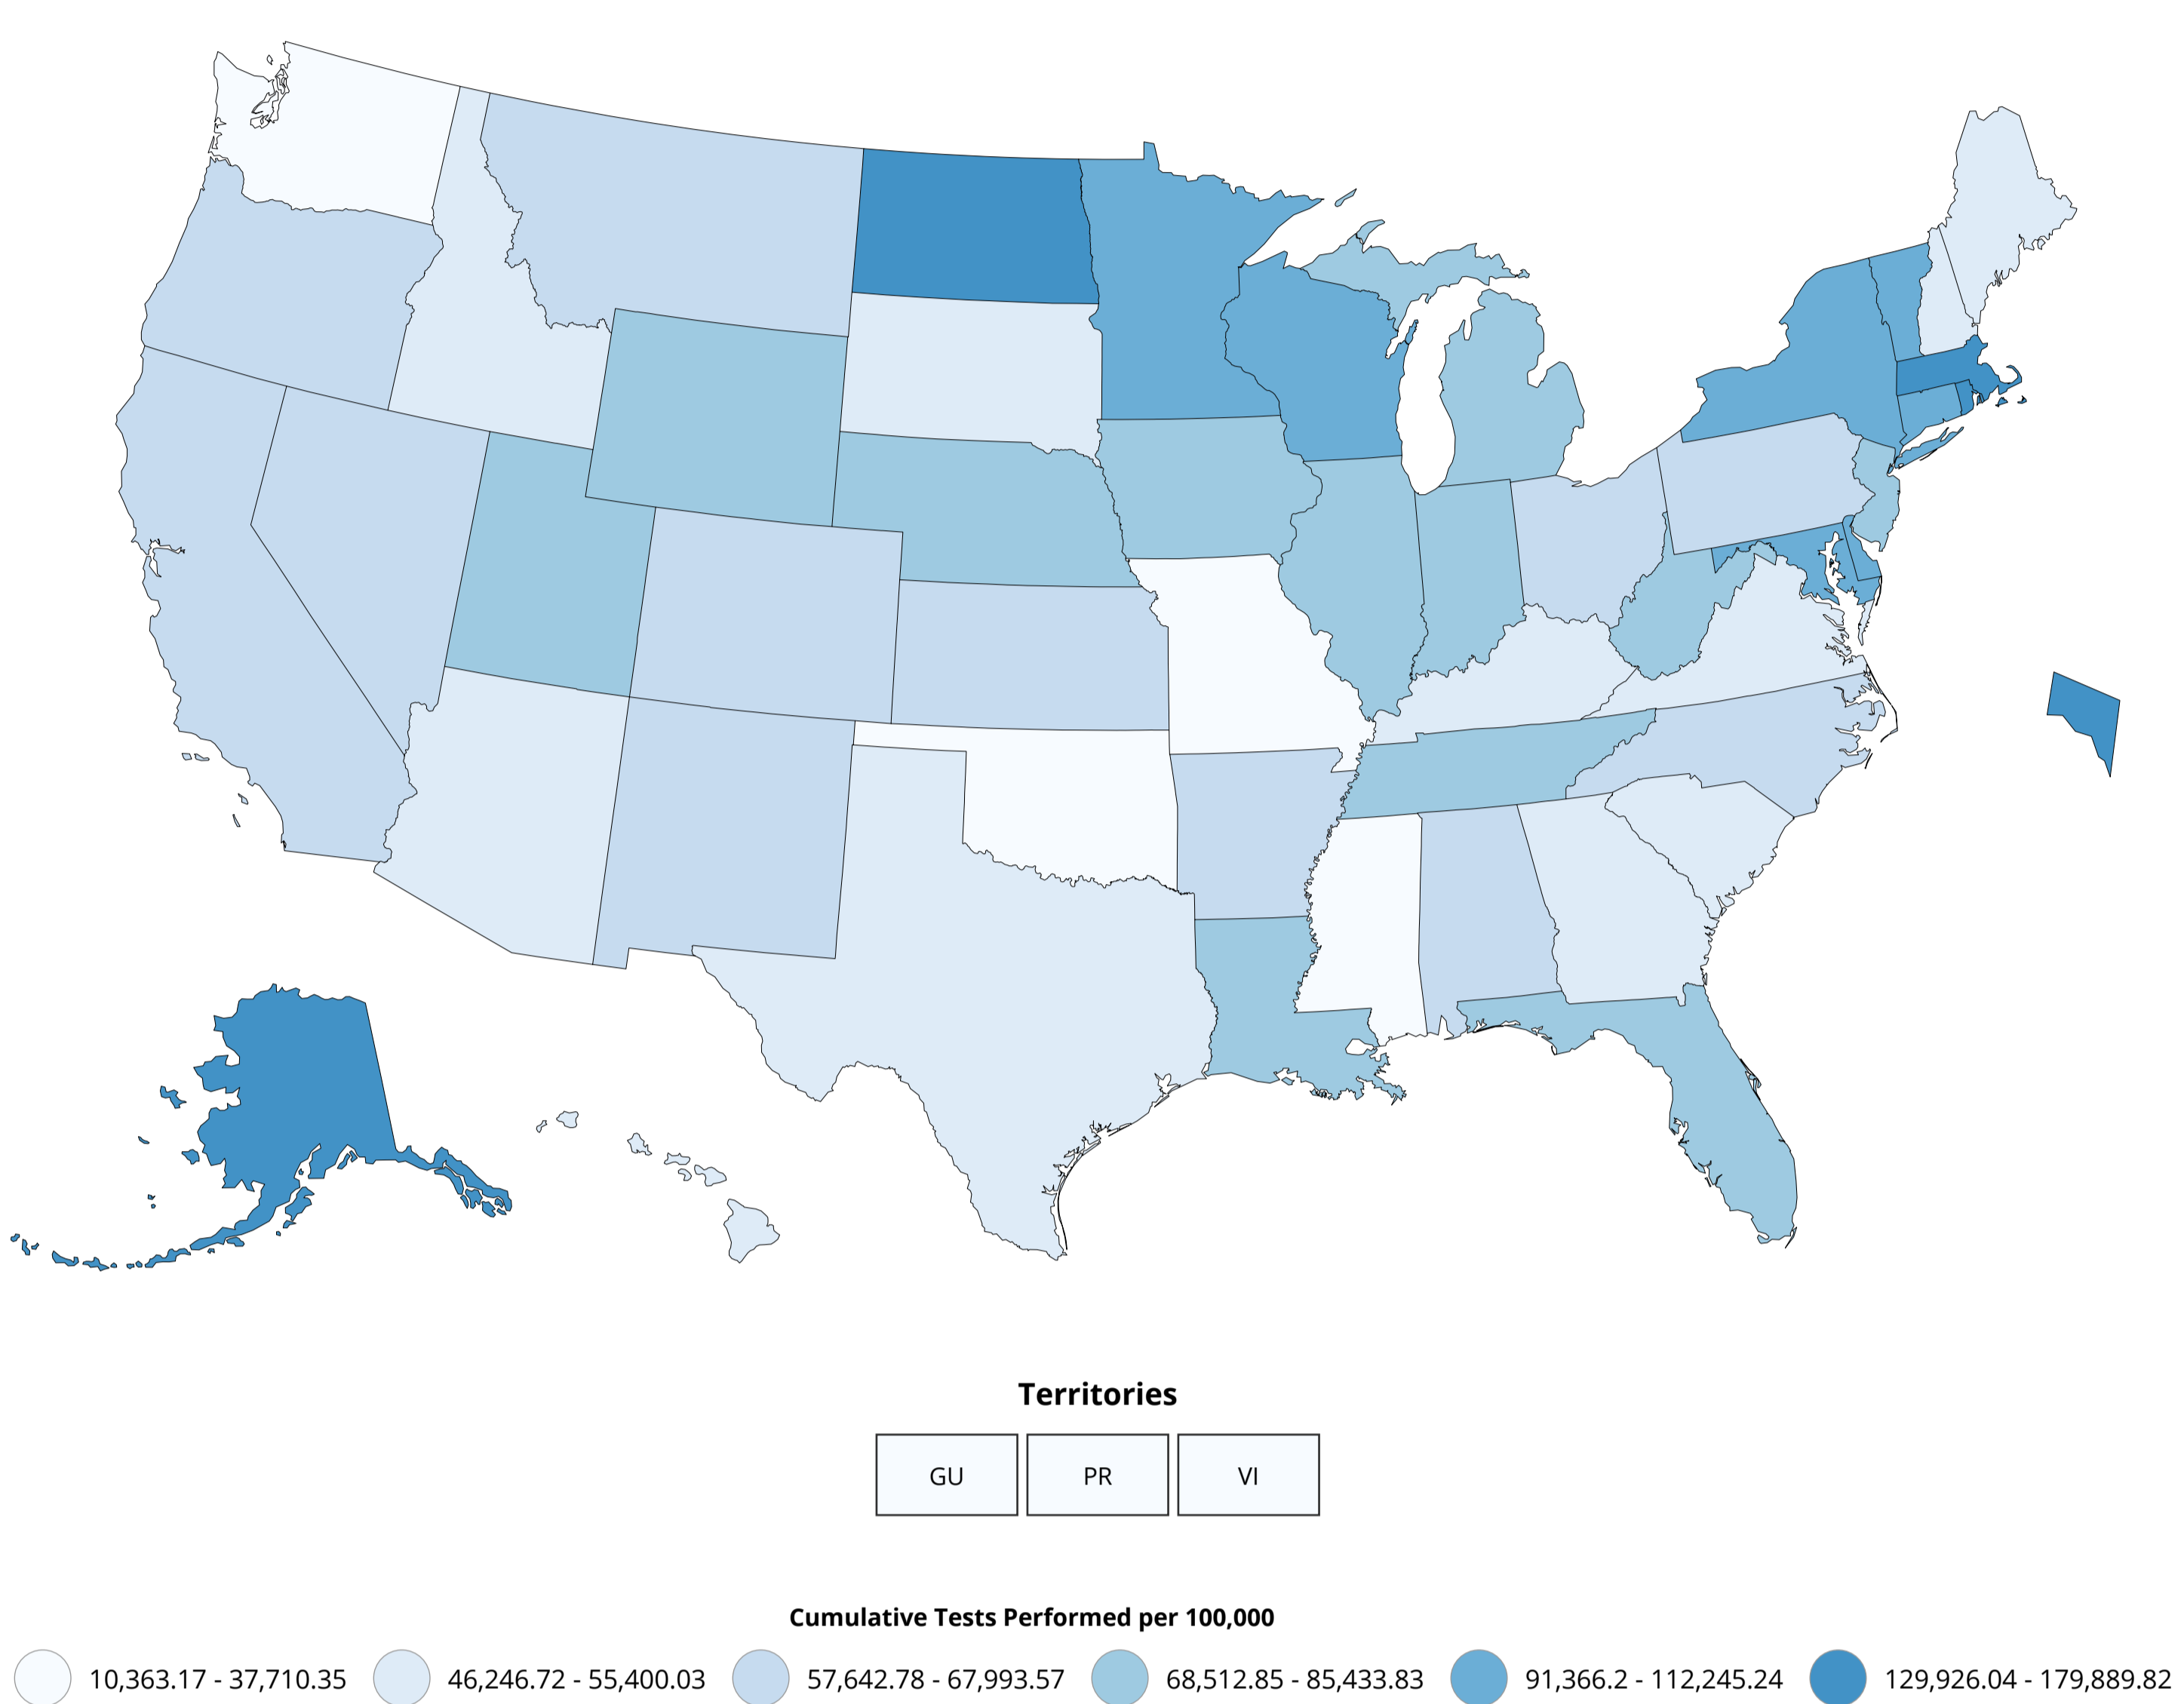 Territories
GU PR VI
Cumulative Tests Performed per 100,000
10,363.17 - 37,710.35 46,246.72 - 55,400.03 57,642.78 - 67,993.57 68,512.85 - 85,433.83 91,366.2 - 112,245.24 129,926.04 - 179,889.82